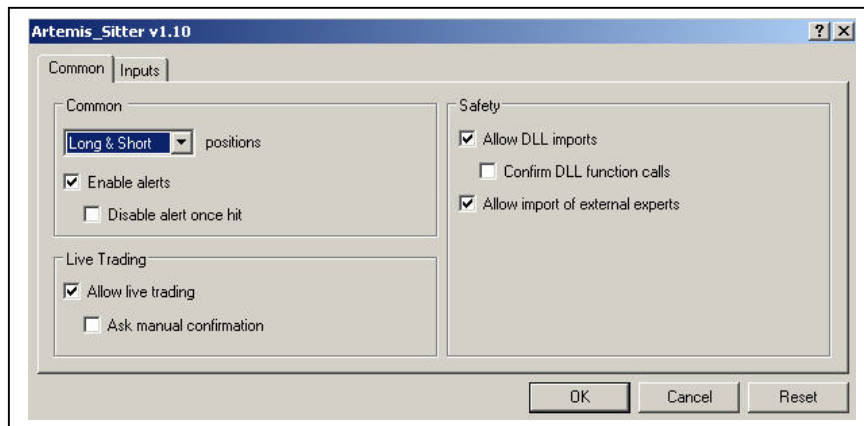 Artemis_Sitter v1.10
Common
Inputs
Common
Long & Short
positions
Enable alerts
Disable alert once hit
Live Trading
Allow live trading
Ask manual confirmation
Safety
Allow DLL imports
Confirm DLL function calls
Allow import of external experts
OK
Cancel
Reset